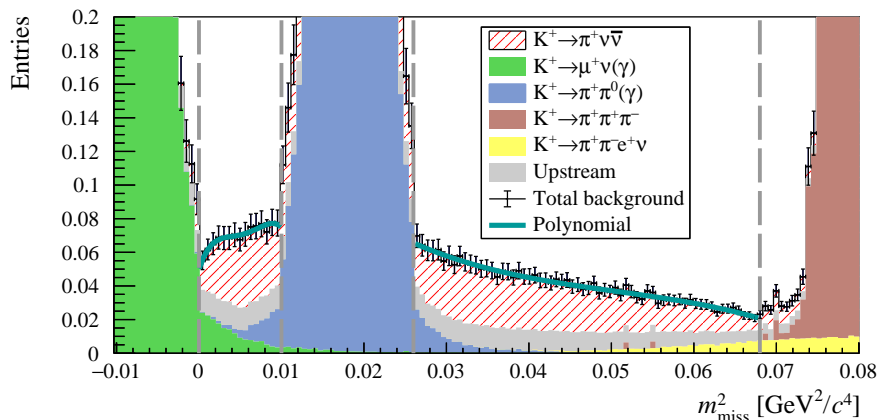 Entries
0.2
0.18
0.16
0.14
0.12
0.1
0.08
0.06
0.04
0.02
0
K⁺→π⁺νν̅
K⁺→μ⁺ν(γ)
K⁺→π⁺π⁰(γ)
K⁺→π⁺π⁺π⁻
K⁺→π⁺π⁻e⁺ν
Upstream
Total background
Polynomial
−0.01 0 0.01 0.02 0.03 0.04 0.05 0.06 0.07 0.08
m²miss [GeV²/c⁴]